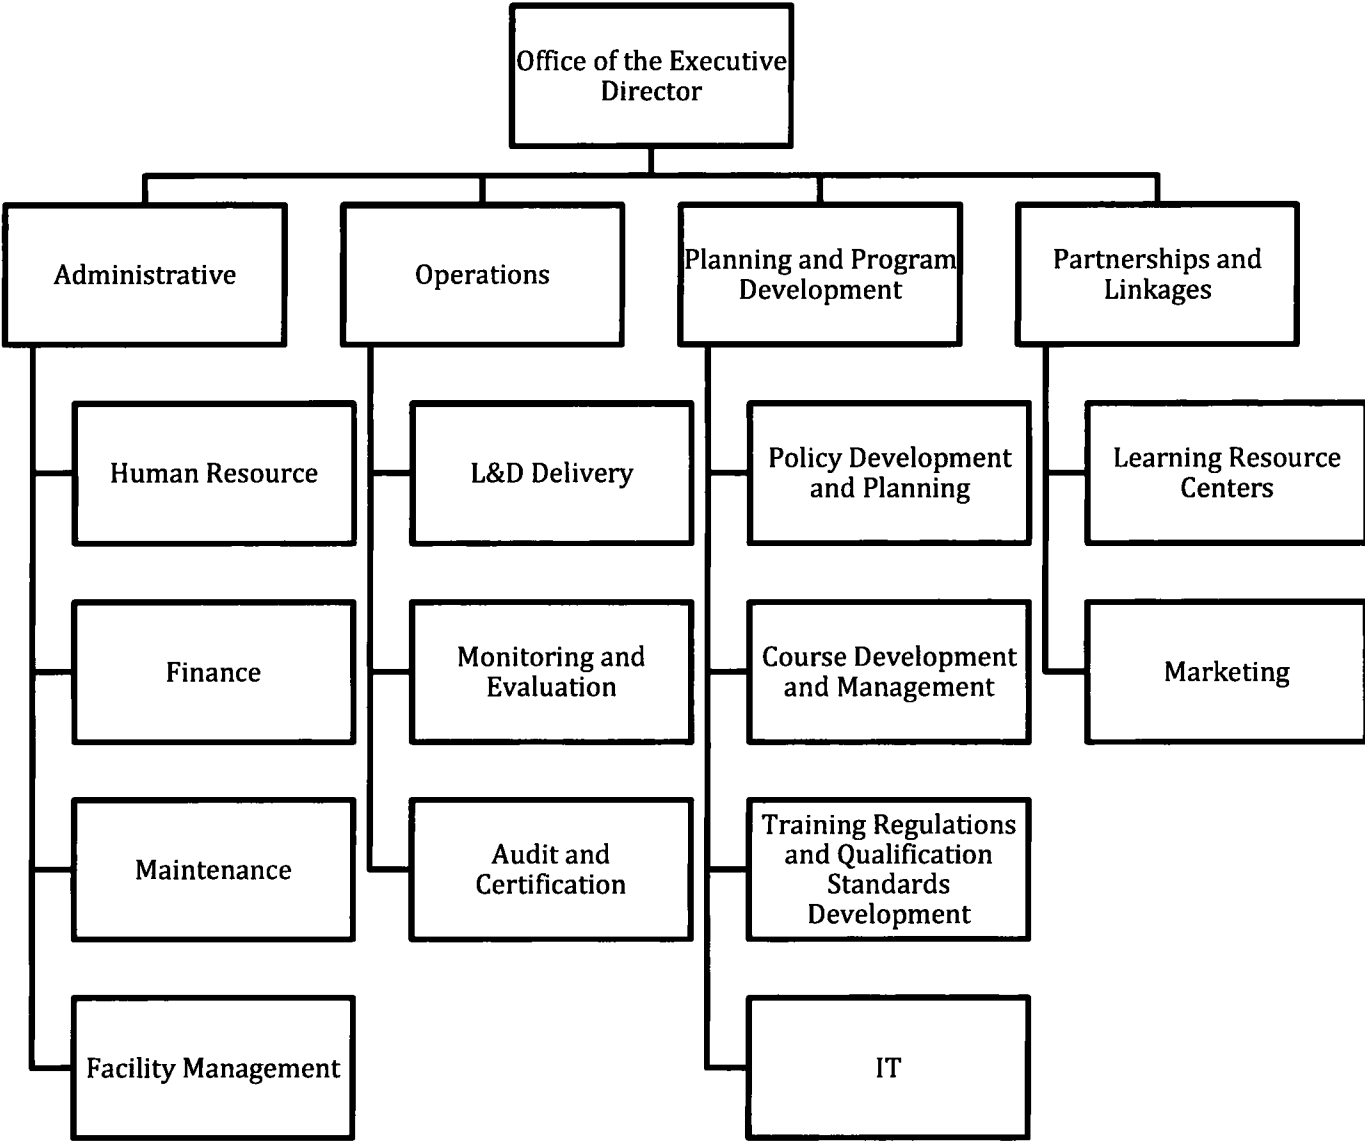 Office of the Executive
Director
Administrative
Operations
Planning and Program
Development
Partnerships and
Linkages
Human Resource
L&D Delivery
Policy Development
and Planning
Learning Resource
Centers
Finance
Monitoring and
Evaluation
Course Development
and Management
Marketing
Maintenance
Audit and
Certification
Training Regulations
and Qualification
Standards
Development
Facility Management
IT